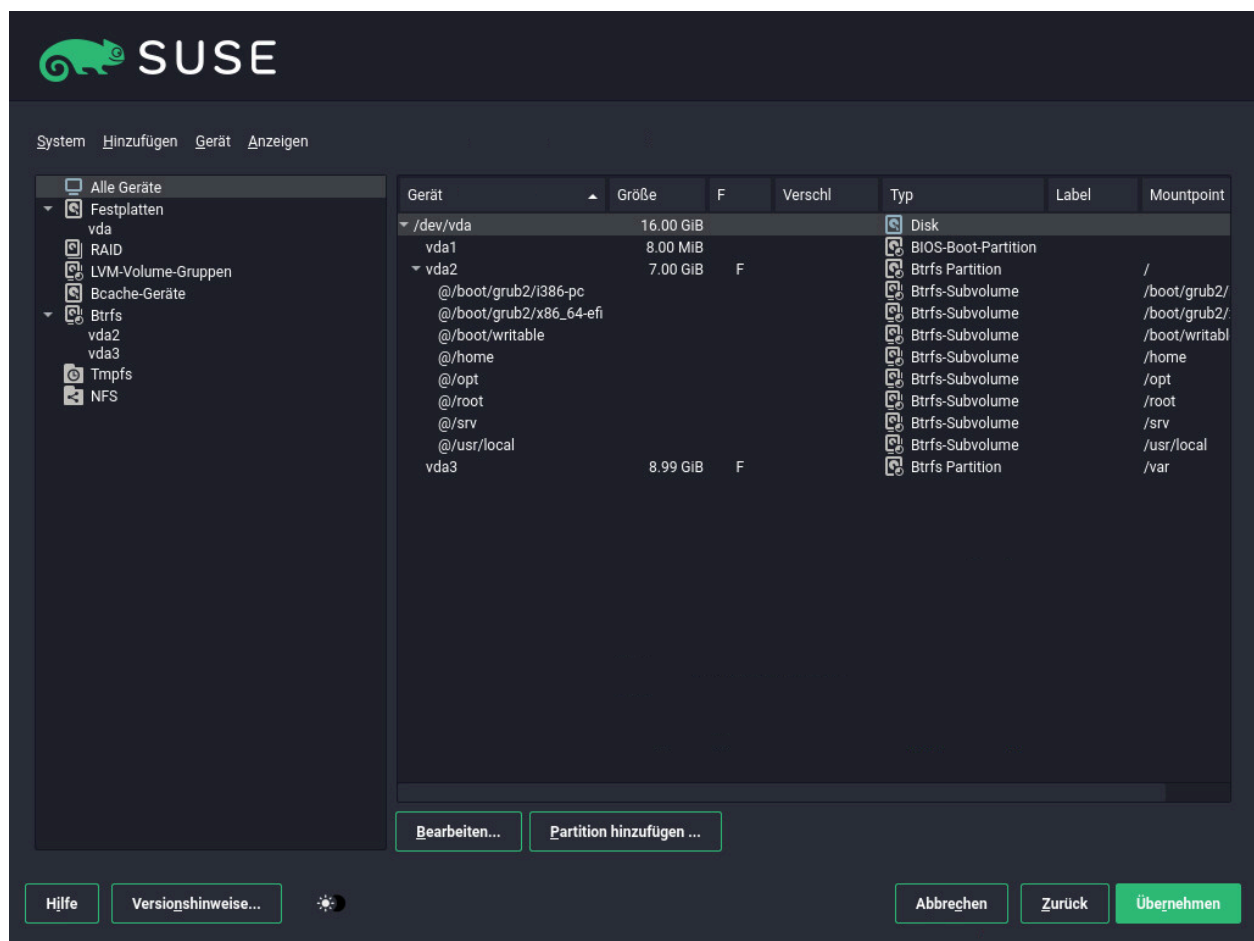 SUSE
System Hinzufügen Gerät Anzeigen
Alle Geräte
Festplatten
vda
RAID
LVM-Volume-Gruppen
Bcache-Geräte
Btrfs
vda2
vda3
Tmpfs
NFS
Gerät Größe F Verschl Typ Label Mountpoint
/dev/vda 16.00 GiB Disk
vda1 8.00 MiB BIOS-Boot-Partition
vda2 7.00 GiB F Btrfs Partition /
@/boot/grub2/i386-pc Btrfs-Subvolume /boot/grub2/
@/boot/grub2/x86_64-efi Btrfs-Subvolume /boot/grub2/
@/boot/writable Btrfs-Subvolume /boot/writabl
@/home Btrfs-Subvolume /home
@/opt Btrfs-Subvolume /opt
@/root Btrfs-Subvolume /root
@/srv Btrfs-Subvolume /srv
@/usr/local Btrfs-Subvolume /usr/local
vda3 8.99 GiB F Btrfs Partition /var
Bearbeiten... Partition hinzufügen ...
Hilfe Versionshinweise... Abbrechen Zurück Übernehmen